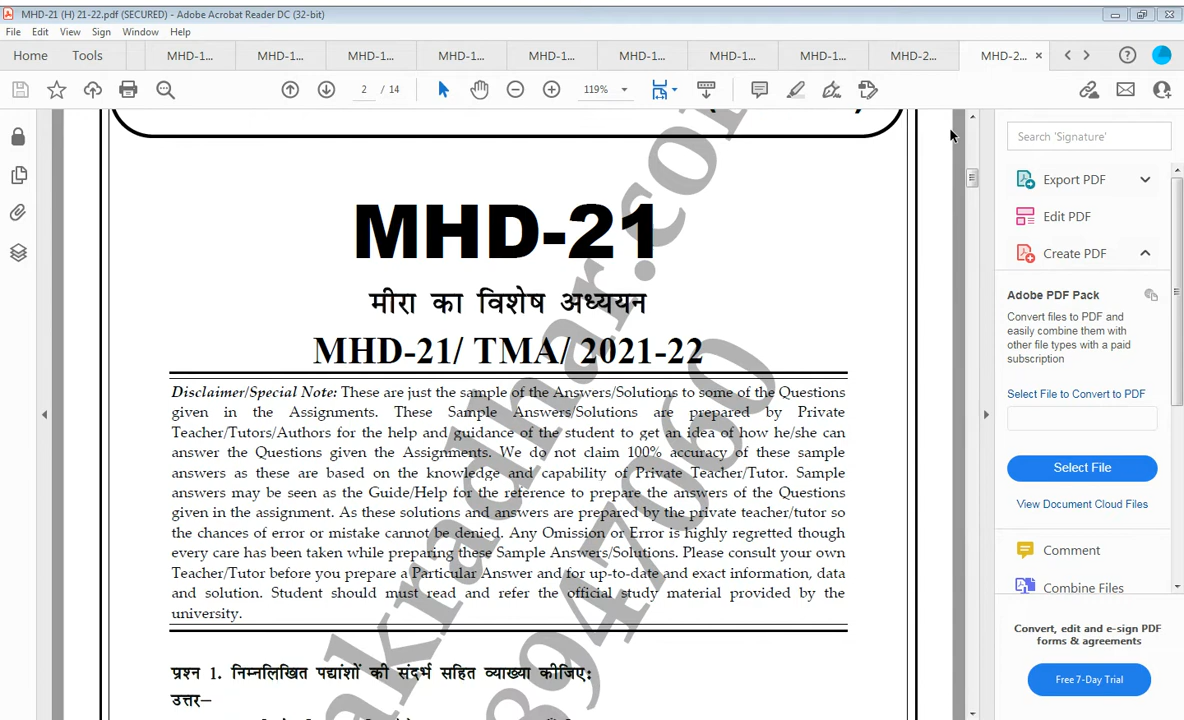 MHD-21 (H) 21-22.pdf (SECURED) - Adobe Acrobat Reader DC (32-bit)
File Edit View Sign Window Help
Home Tools MHD-1... MHD-1... MHD-1... MHD-1... MHD-1... MHD-1... MHD-1... MHD-1... MHD-2... MHD-2... ×
2 / 14 119%
MHD-21
मीरा का विशेष अध्ययन
MHD-21/ TMA/ 2021-22
Disclaimer/Special Note: These are just the sample of the Answers/Solutions to some of the Questions
given in the Assignments. These Sample Answers/Solutions are prepared by Private
Teacher/Tutors/Authors for the help and guidance of the student to get an idea of how he/she can
answer the Questions given the Assignments. We do not claim 100% accuracy of these sample
answers as these are based on the knowledge and capability of Private Teacher/Tutor. Sample
answers may be seen as the Guide/Help for the reference to prepare the answers of the Questions
given in the assignment. As these solutions and answers are prepared by the private teacher/tutor so
the chances of error or mistake cannot be denied. Any Omission or Error is highly regretted though
every care has been taken while preparing these Sample Answers/Solutions. Please consult your own
Teacher/Tutor before you prepare a Particular Answer and for up-to-date and exact information, data
and solution. Student should must read and refer the official study material provided by the
university.
प्रश्न 1. निम्नलिखित पद्यांशों की संदर्भ सहित व्याख्या कीजिए:
उत्तर–
akradhar.com
8947060
Search 'Signature'
Export PDF
Edit PDF
Create PDF
Adobe PDF Pack
Convert files to PDF and
easily combine them with
other file types with a paid
subscription
Select File to Convert to PDF
Select File
View Document Cloud Files
Comment
Combine Files
Convert, edit and e-sign PDF
forms & agreements
Free 7-Day Trial